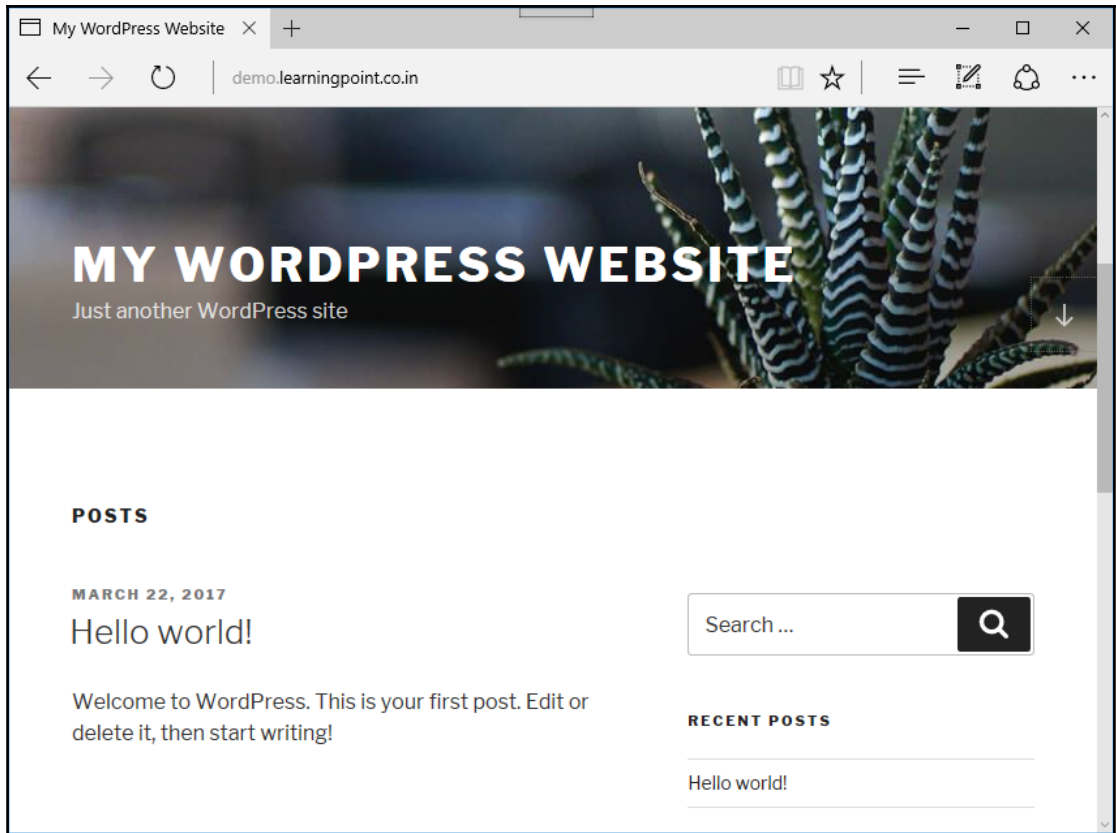 My WordPress Website
demo.learningpoint.co.in
MY WORDPRESS WEBSITE
Just another WordPress site
POSTS
MARCH 22, 2017
Hello world!
Welcome to WordPress. This is your first post. Edit or
delete it, then start writing!
Search ...
RECENT POSTS
Hello world!